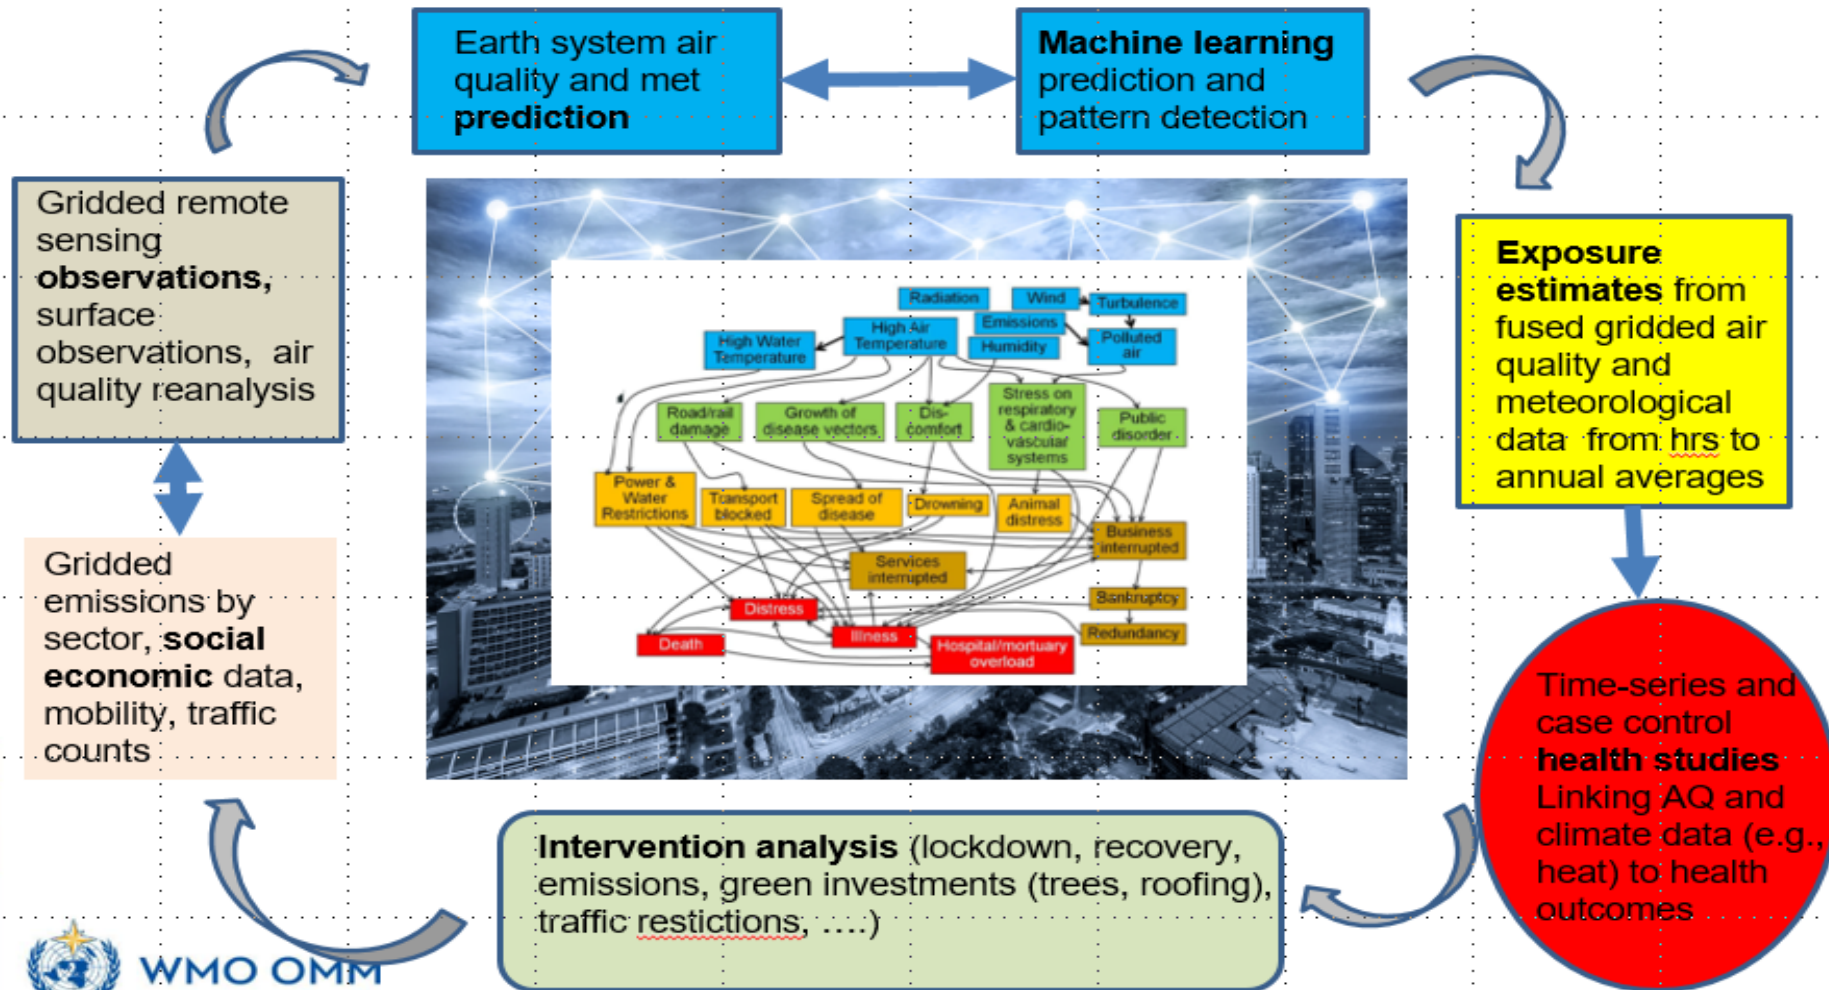 Earth system air
quality and met
prediction
Machine learning
prediction and
pattern detection
Gridded remote
sensing
observations,
surface
observations, air
quality reanalysis
Exposure
estimates from
fused gridded air
quality and
meteorological
data from hrs to
annual averages
Radiation
Wind
Turbulence
High Water
Temperature
High Air
Temperature
Emissions
Humidity
Polluted
air
Road/rail
damage
Growth of
disease vectors
Dis-
comfort
Stress on
respiratory
& cardio-
vascular
systems
Public
disorder
Power &
Water
Restrictions
Transport
blocked
Spread of
disease
Drowning
Animal
distress
Business
interrupted
Services
interrupted
Bankruptcy
Redundancy
Distress
Death
Illness
Hospital/mortuary
overload
Gridded
emissions by
sector, social
economic data,
mobility, traffic
counts
Time-series and
case control
health studies
Linking AQ and
climate data (e.g.,
heat) to health
outcomes
Intervention analysis (lockdown, recovery,
emissions, green investments (trees, roofing),
traffic restictions, ….)
WMO OMM